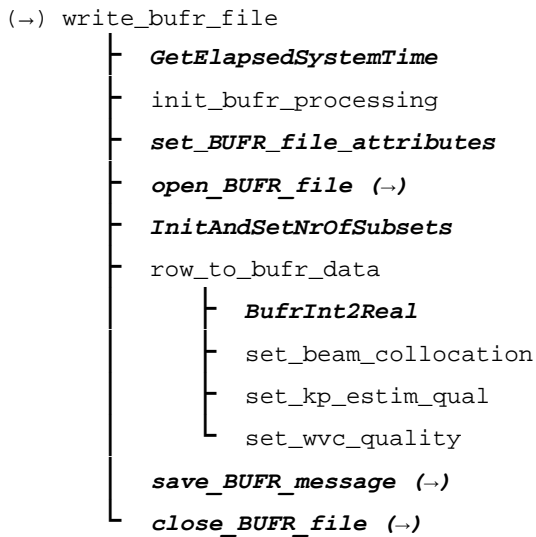 (→) write_bufr_file
GetElapsedSystemTime
init_bufr_processing
set_BUFR_file_attributes
open_BUFR_file (→)
InitAndSetNrOfSubsets
row_to_bufr_data
BufrInt2Real
set_beam_collocation
set_kp_estim_qual
set_wvc_quality
save_BUFR_message (→)
close_BUFR_file (→)